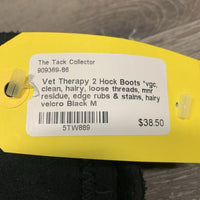 The Tack Collector
909369-86
Vet Therapy 2 Hock Boots *vgc,
clean, hairy, loose threads, mnr
residue, edge rubs & stains, hairy
velcro Black M
$38.50
5TW889